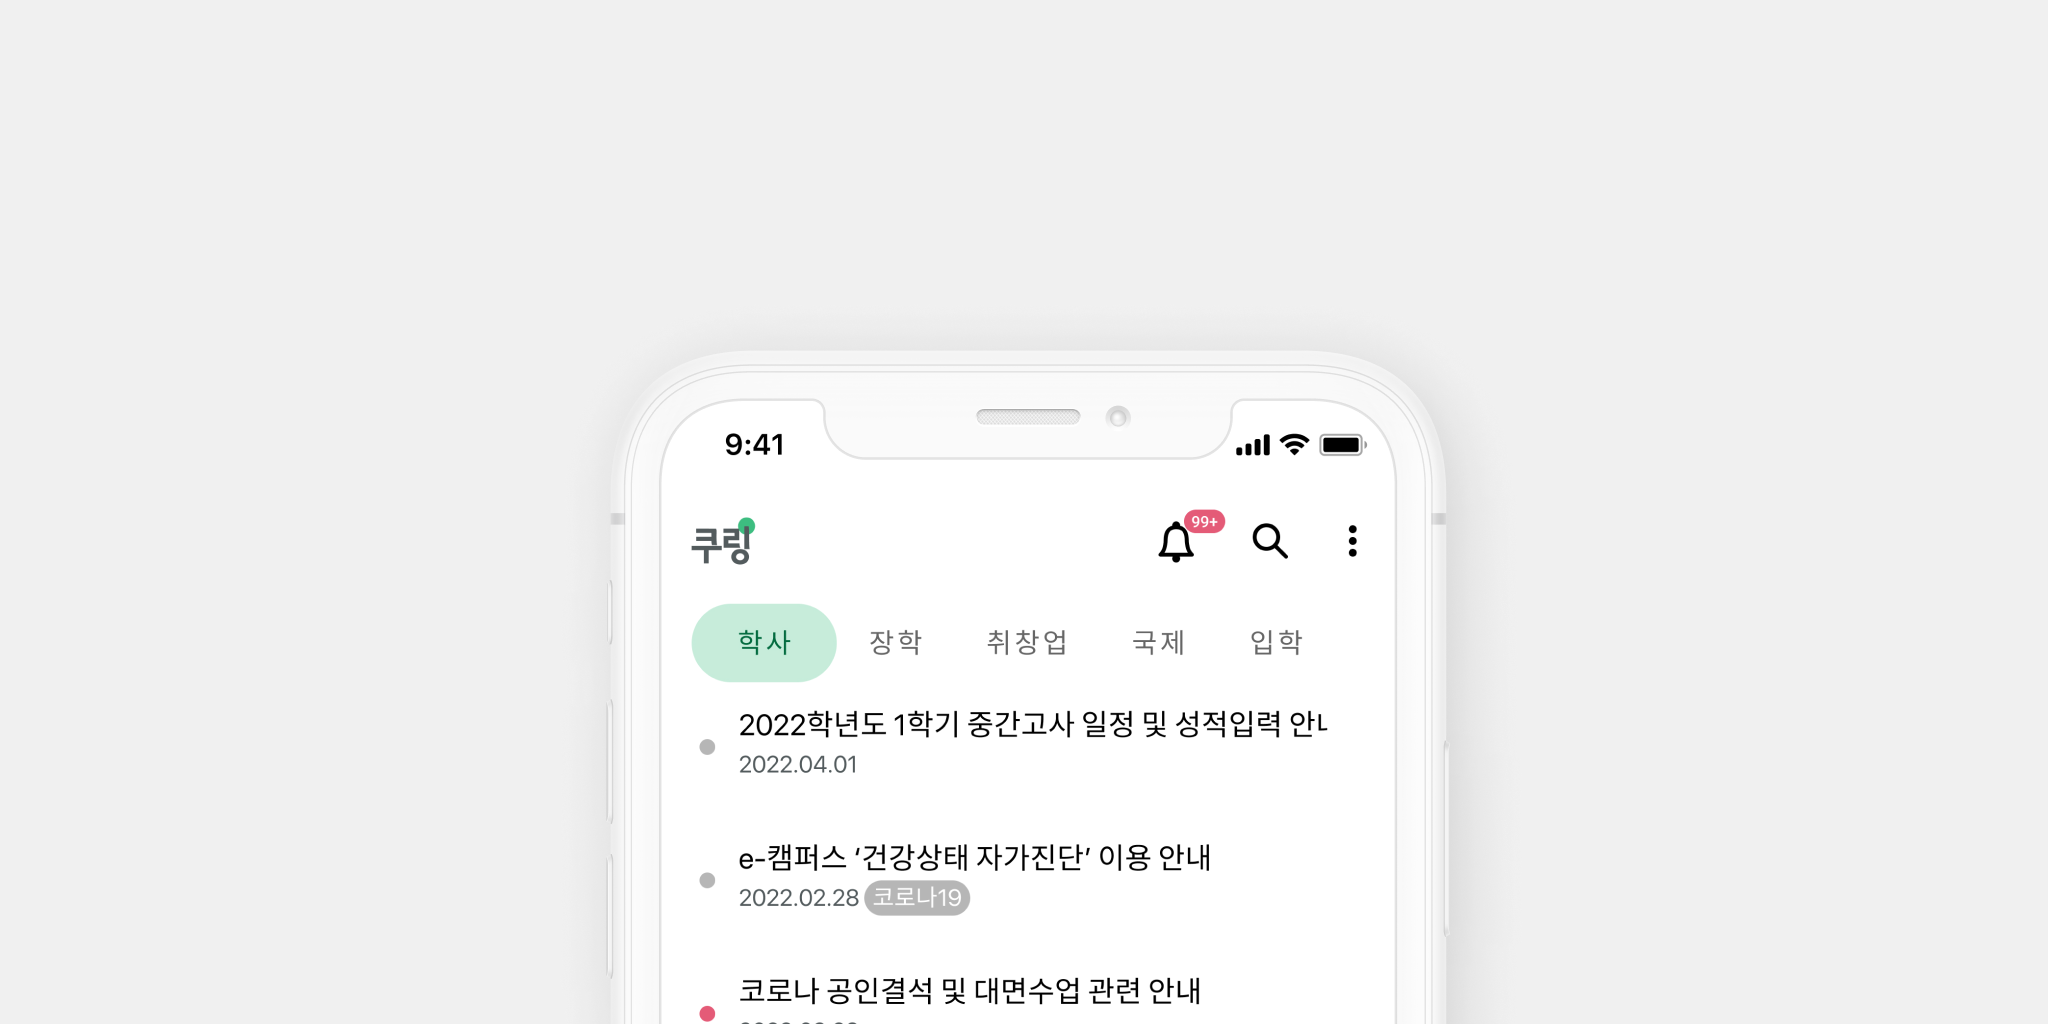 9:41
쿠링
99+
학사 장학 취창업 국제 입학
2022학년도 1학기 중간고사 일정 및 성적입력
2022.04.01
e-캠퍼스 ‘건강상태 자가진단’ 이용 안내
2022.02.28 코로나19
코로나 공인결석 및 대면수업 관련 안내